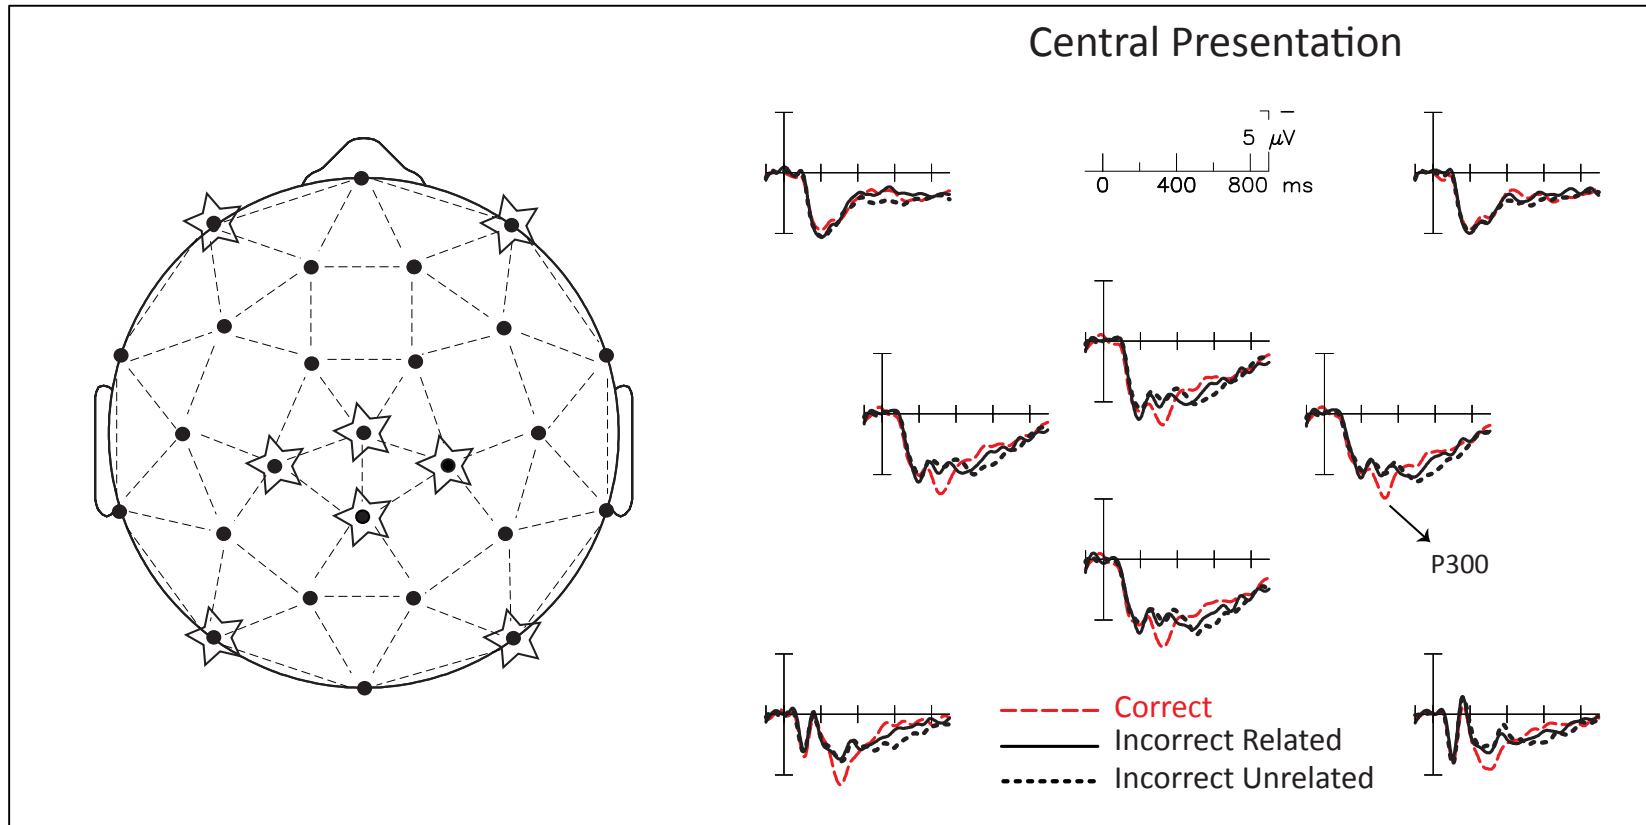 Central Presentation
5 μV
0 400 800 ms
P300
Correct
Incorrect Related
Incorrect Unrelated